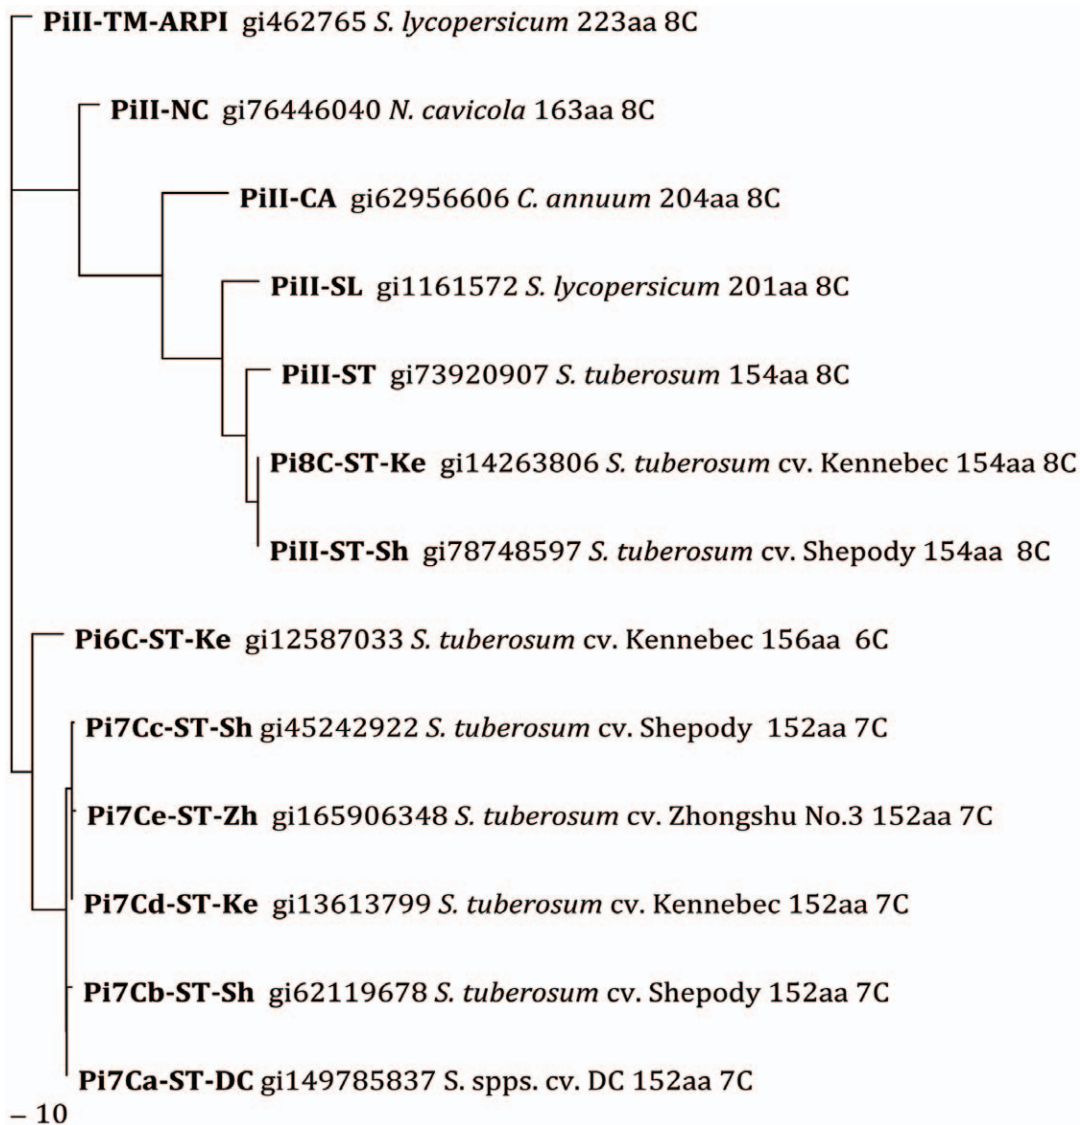 PiII-TM-ARPI gi462765 S. lycopersicum 223aa 8C
PiII-NC gi76446040 N. cavicola 163aa 8C
PiII-CA gi62956606 C. annuum 204aa 8C
PiII-SL gi1161572 S. lycopersicum 201aa 8C
PiII-ST gi73920907 S. tuberosum 154aa 8C
Pi8C-ST-Ke gi14263806 S. tuberosum cv. Kennebec 154aa 8C
PiII-ST-Sh gi78748597 S. tuberosum cv. Shepody 154aa 8C
Pi6C-ST-Ke gi12587033 S. tuberosum cv. Kennebec 156aa 6C
Pi7Cc-ST-Sh gi45242922 S. tuberosum cv. Shepody 152aa 7C
Pi7Ce-ST-Zh gi165906348 S. tuberosum cv. Zhongshu No.3 152aa 7C
Pi7Cd-ST-Ke gi13613799 S. tuberosum cv. Kennebec 152aa 7C
Pi7Cb-ST-Sh gi62119678 S. tuberosum cv. Shepody 152aa 7C
Pi7Ca-ST-DC gi149785837 S. spps. cv. DC 152aa 7C
– 10